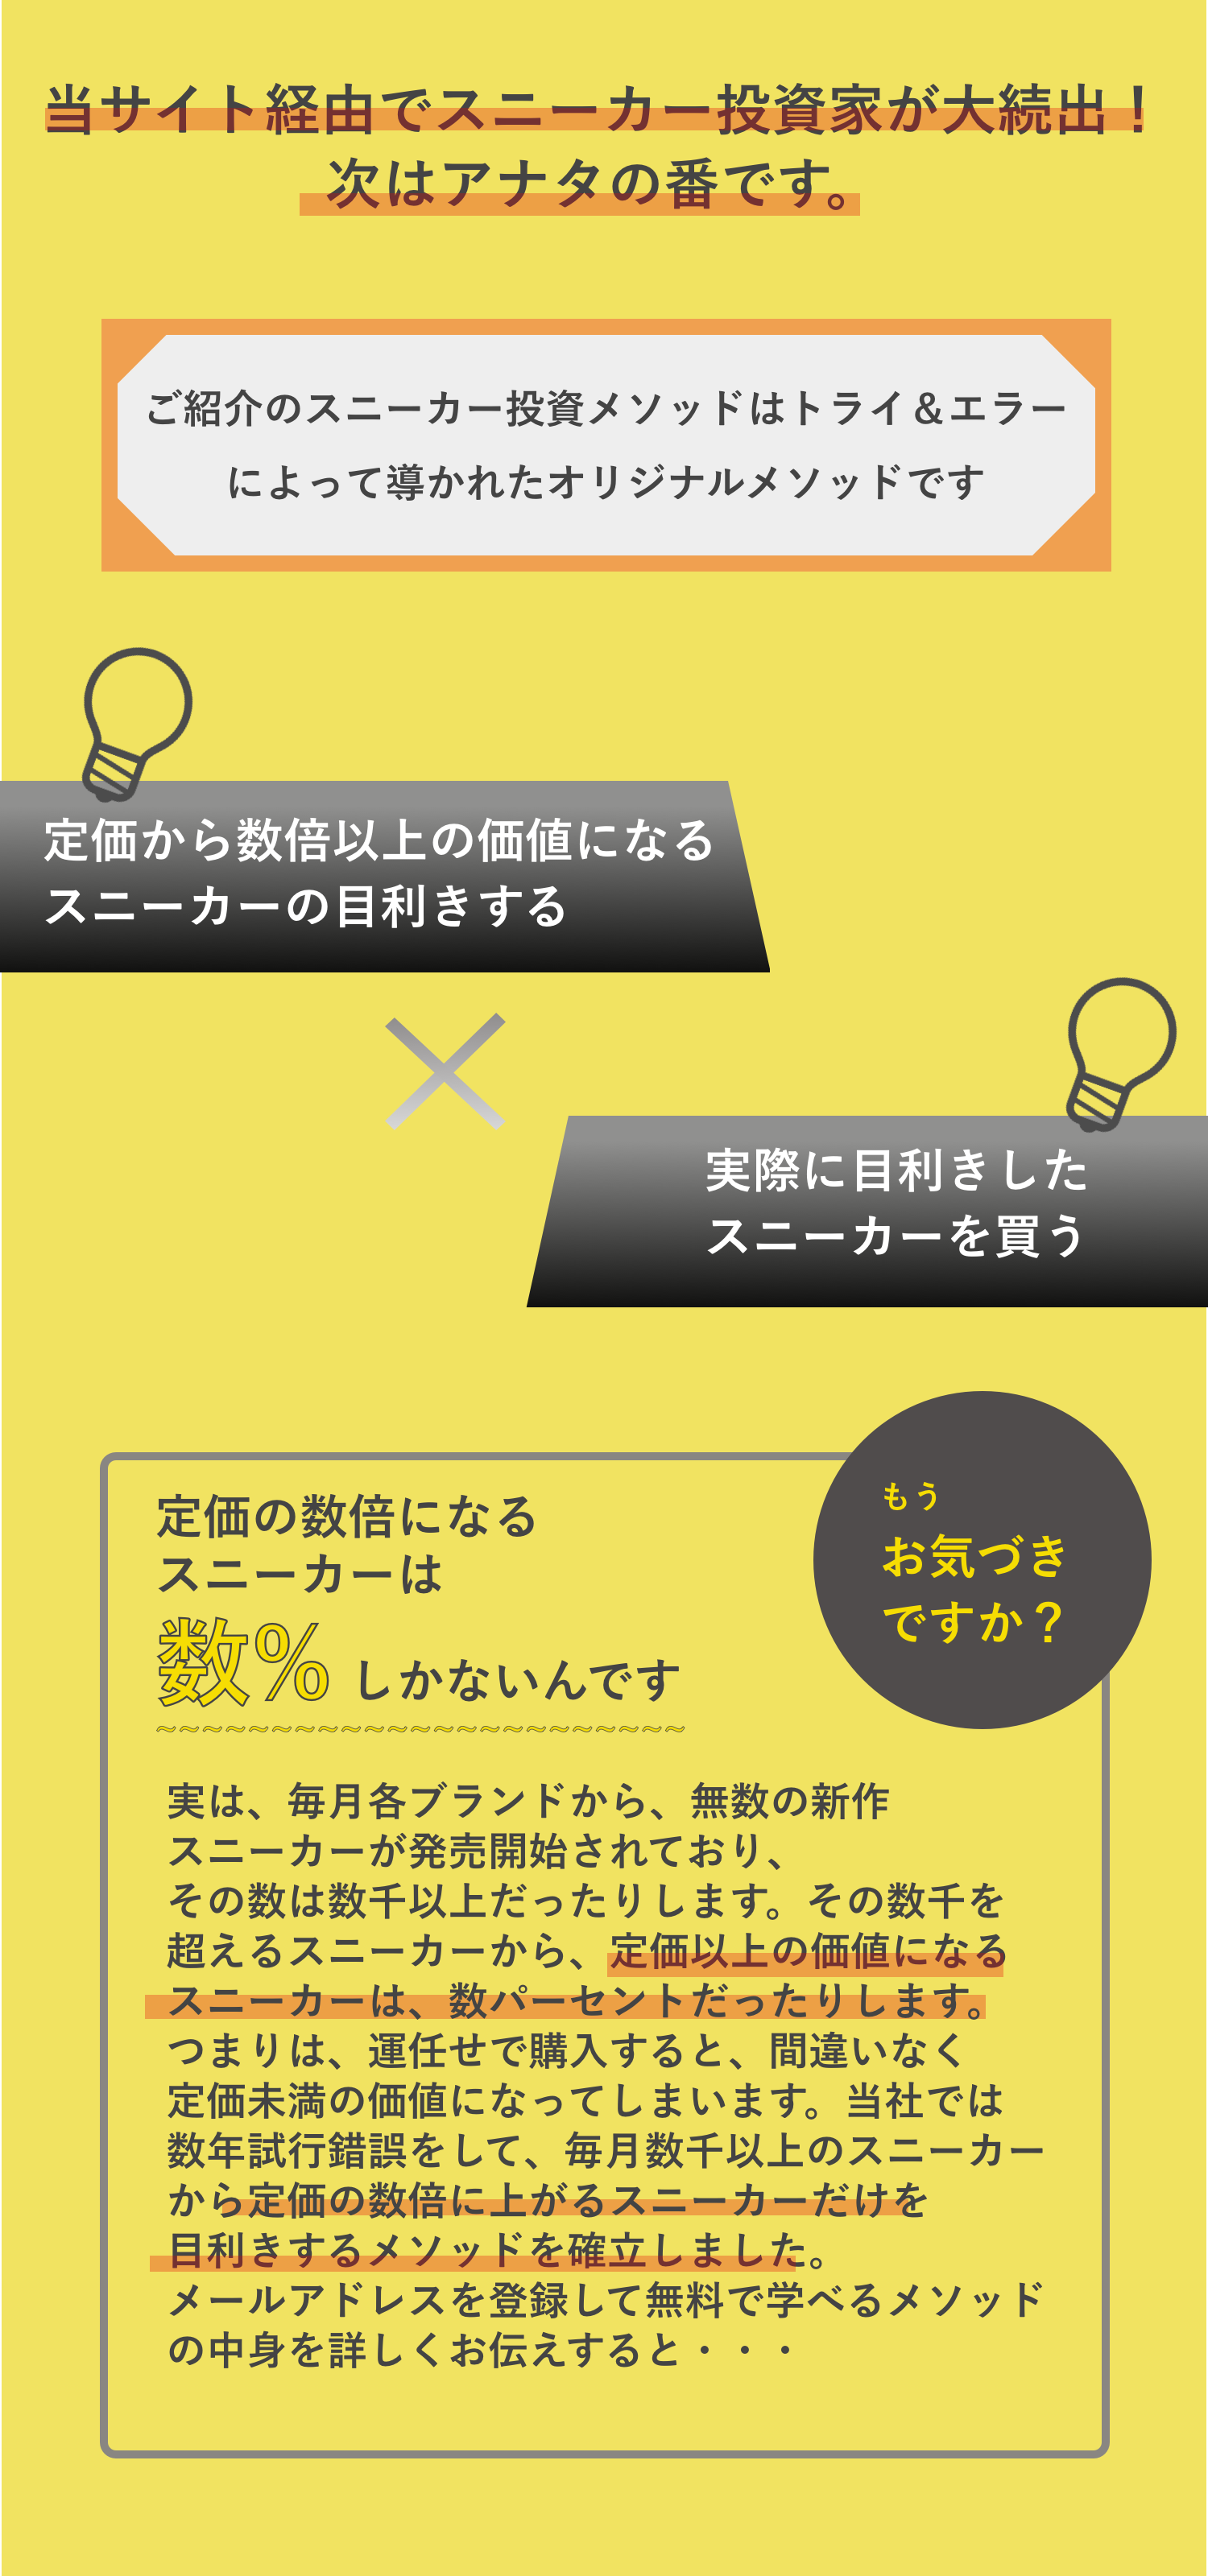 当サイト経由でスニーカー投資家が大続出！
次はアナタの番です。
ご紹介のスニーカー投資メソッドはトライ＆エラー
によって導かれたオリジナルメソッドです
定価から数倍以上の価値になる
スニーカーの目利きする
実際に目利きした
スニーカーを買う
もう
お気づき
ですか？
定価の数倍になる
スニーカーは
数% しかないんです
～～～～～～～～～～～～～～～～～～～～～～～
実は、毎月各ブランドから、無数の新作
スニーカーが発売開始されており、
その数は数千以上だったりします。その数千を
超えるスニーカーから、定価以上の価値になる
スニーカーは、数パーセントだったりします。
つまりは、運任せで購入すると、間違いなく
定価未満の価値になってしまいます。当社では
数年試行錯誤をして、毎月数千以上のスニーカー
から定価の数倍に上がるスニーカーだけを
目利きするメソッドを確立しました。
メールアドレスを登録して無料で学べるメソッド
の中身を詳しくお伝えすると・・・